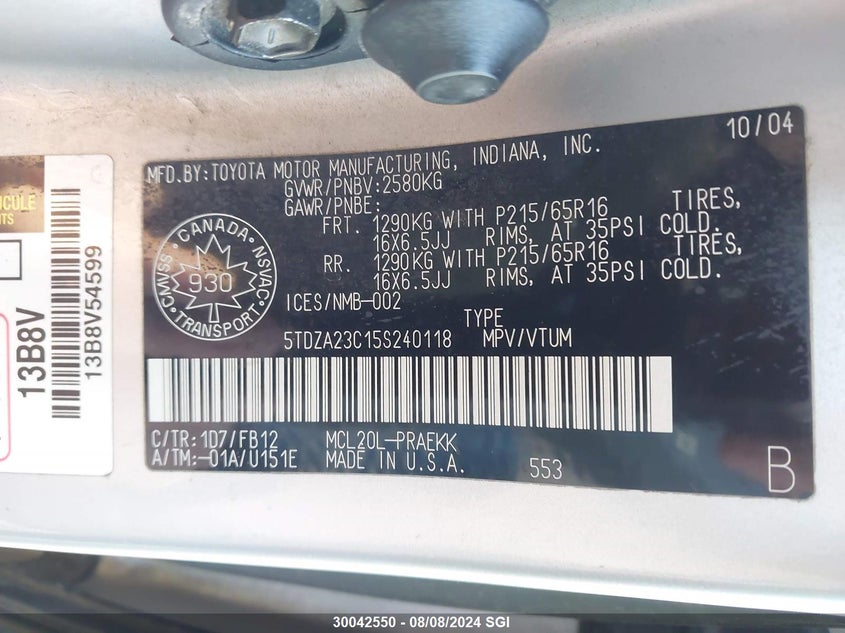 10/04
MFD.BY:TOYOTA MOTOR MANUFACTURING, INDIANA, INC.
GVWR/PNBV:2580KG
GAWR/PNBE:
FRT. 1290KG WITH P215/65R16 TIRES,
16X6.5JJ RIMS, AT 35PSI COLD.
RR. 1290KG WITH P215/65R16 TIRES,
16X6.5JJ RIMS, AT 35PSI COLD.
ICES/NMB-002
CANADA
CMVSS 930 NSVAC
TRANSPORT
TYPE
5TDZA23C15S240118 MPV/VTUM
C/TR:1D7/FB12 MCL20L-PRAEKK
A/TM:-01A/U151E MADE IN U.S.A. 553
B
13B8V
13B8V54599
30042550 - 08/08/2024 SGI